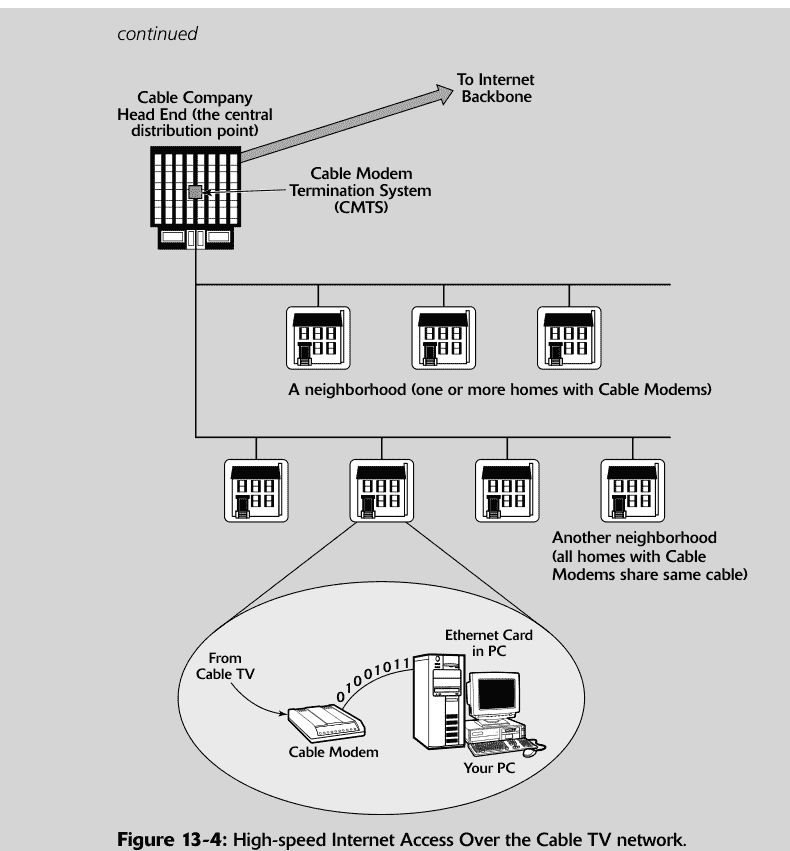 continued
To Internet
Backbone
Cable Company
Head End (the central
distribution point)
Cable Modem
Termination System
(CMTS)
A neighborhood (one or more homes with Cable Modems)
Another neighborhood
(all homes with Cable
Modems share same cable)
Ethernet Card
in PC
From
Cable TV
01001011
Cable Modem
Your PC
Figure 13-4: High-speed Internet Access Over the Cable TV network.